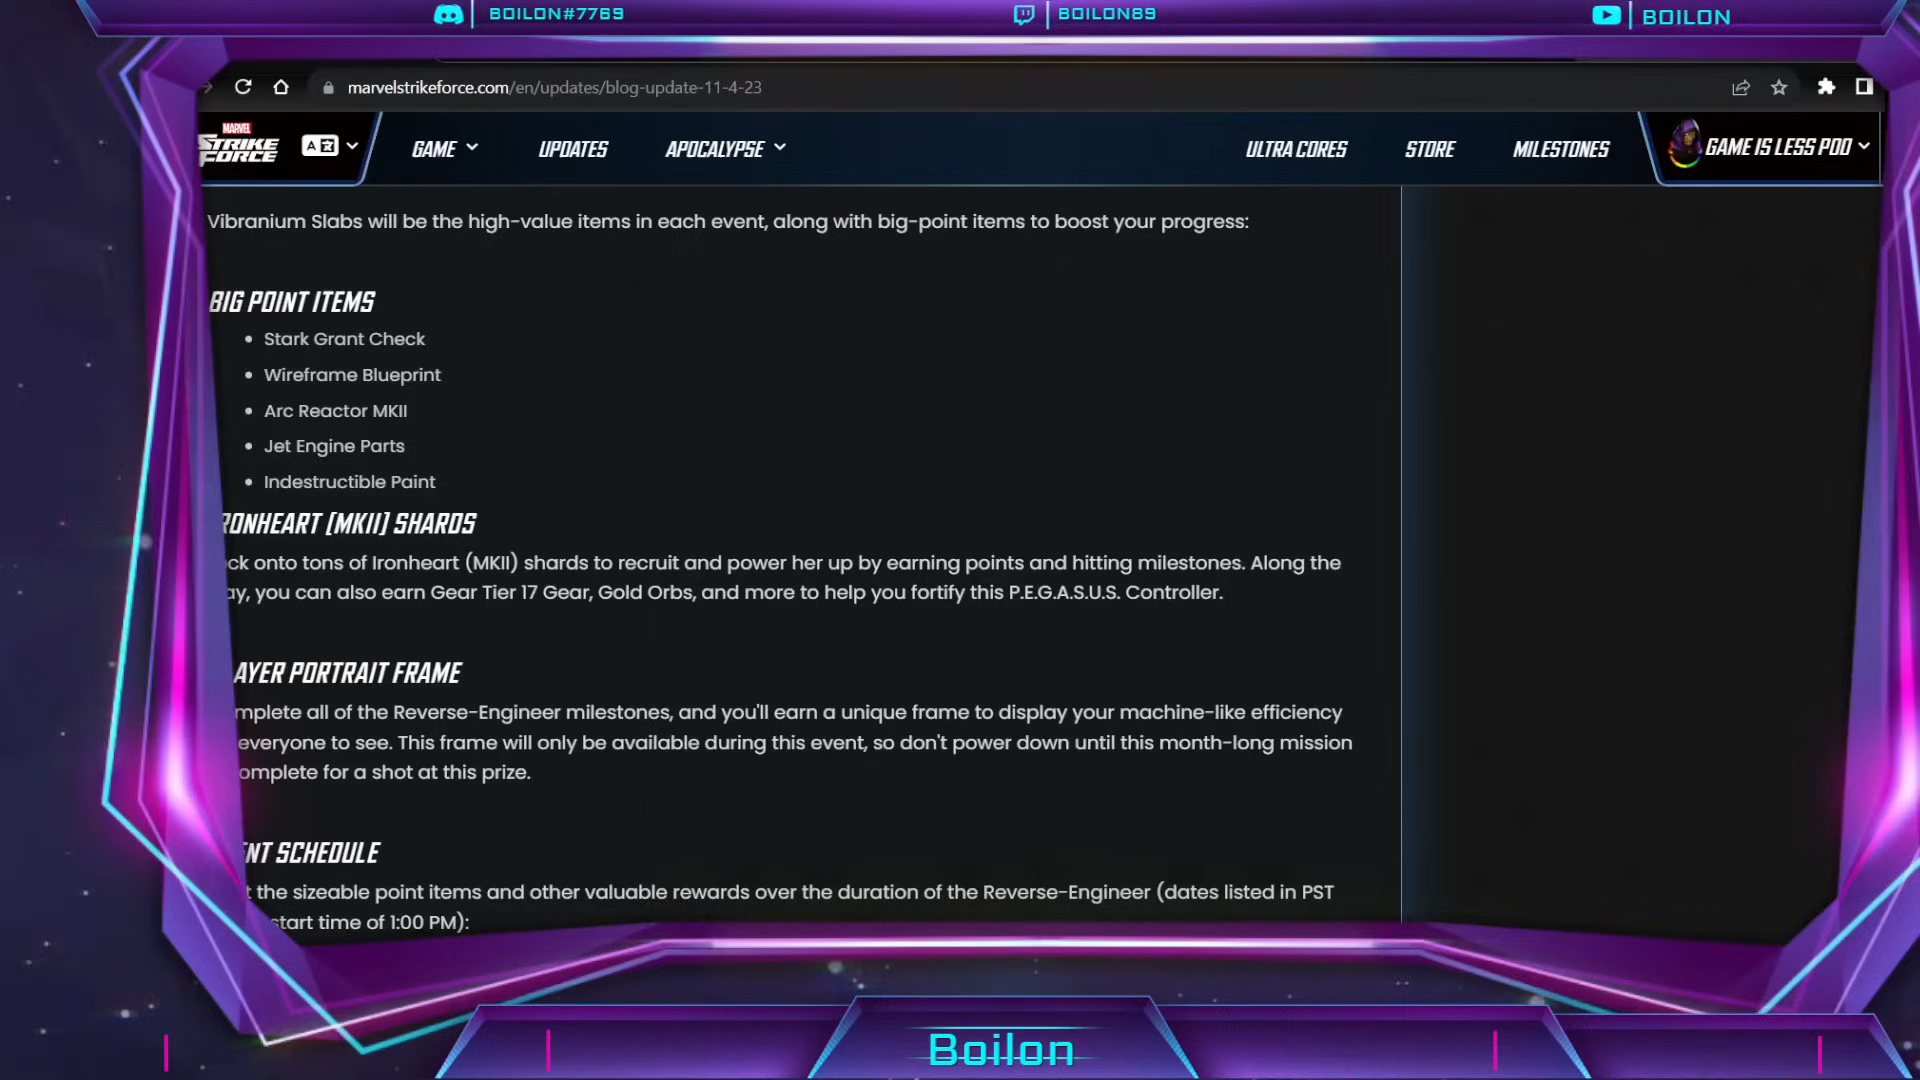 BOILON#7769
BOILON89
BOILON
marvelstrikeforce.com/en/updates/blog-update-11-4-23
MARVEL
STRIKE
FORCE
GAME
UPDATES
APOCALYPSE
ULTRA CORES
STORE
MILESTONES
GAME IS LESS POO
Vibranium Slabs will be the high-value items in each event, along with big-point items to boost your progress:
BIG POINT ITEMS
• Stark Grant Check
• Wireframe Blueprint
• Arc Reactor MKII
• Jet Engine Parts
• Indestructible Paint
RONHEART (MKII) SHARDS
ck onto tons of Ironheart (MKII) shards to recruit and power her up by earning points and hitting milestones. Along the
ay, you can also earn Gear Tier 17 Gear, Gold Orbs, and more to help you fortify this P.E.G.A.S.U.S. Controller.
AYER PORTRAIT FRAME
mplete all of the Reverse-Engineer milestones, and you'll earn a unique frame to display your machine-like efficiency
everyone to see. This frame will only be available during this event, so don't power down until this month-long mission
omplete for a shot at this prize.
NT SCHEDULE
t the sizeable point items and other valuable rewards over the duration of the Reverse-Engineer (dates listed in PST
start time of 1:00 PM):
Boilon